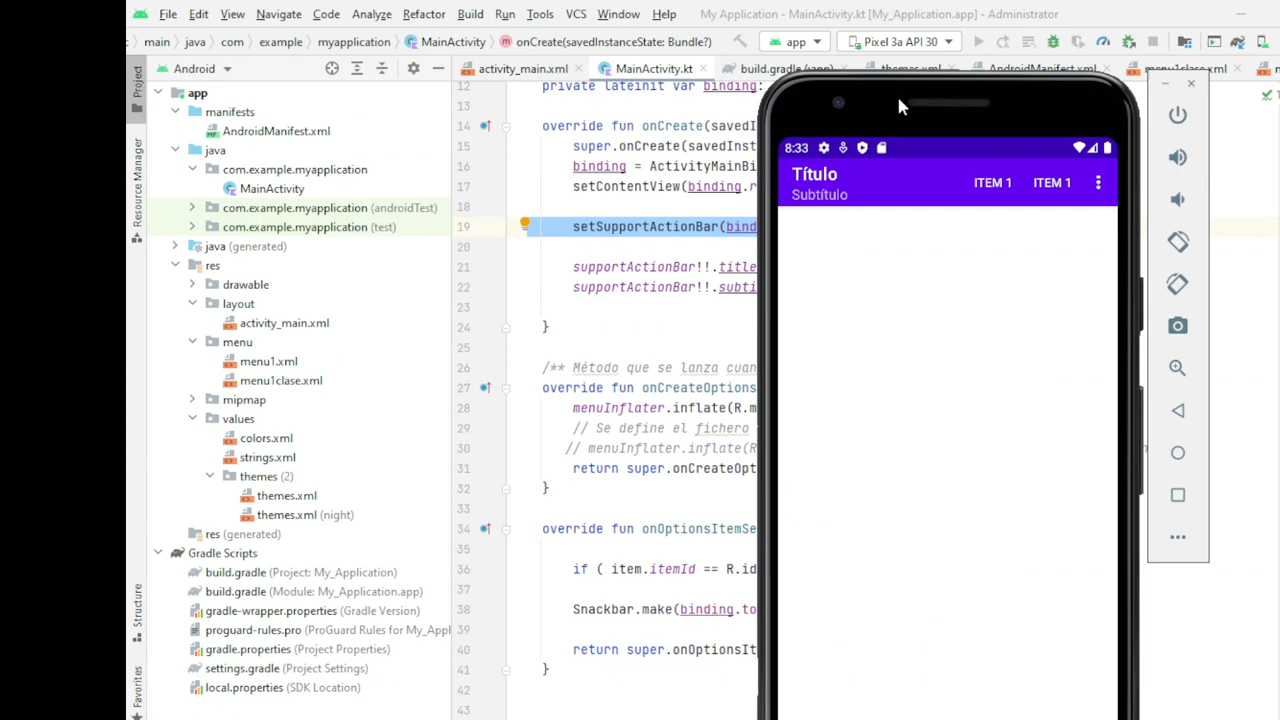 File Edit View Navigate Code Analyze Refactor Build Run Tools VCS Window Help My Application - MainActivity.kt [My_Application.app] - Administrator
main java com example myapplication MainActivity onCreate(savedInstanceState: Bundle?) app Pixel 3a API 30
Project
Resource Manager
Structure
Favorites
Android
app
manifests
AndroidManifest.xml
java
com.example.myapplication
MainActivity
com.example.myapplication (androidTest)
com.example.myapplication (test)
java (generated)
res
drawable
layout
activity_main.xml
menu
menu1.xml
menu1clase.xml
mipmap
values
colors.xml
strings.xml
themes (2)
themes.xml
themes.xml (night)
res (generated)
Gradle Scripts
build.gradle (Project: My_Application)
build.gradle (Module: My_Application.app)
gradle-wrapper.properties (Gradle Version)
proguard-rules.pro (ProGuard Rules for My_Appl
gradle.properties (Project Properties)
settings.gradle (Project Settings)
local.properties (SDK Location)
activity_main.xml MainActivity.kt build.gradle (:app) themes.xml AndroidManifest.xml menu1clase.xml
12 private lateinit var binding:
14 override fun onCreate(savedI
15 super.onCreate(savedInst
16 binding = ActivityMainBi
17 setContentView(binding.r
18
19 setSupportActionBar(bind
20
21 supportActionBar!!.title
22 supportActionBar!!.subti
23
24 }
25
26 /** Método que se lanza cuan
27 override fun onCreateOptions
28 menuInflater.inflate(R.m
29 // Se define el fichero
30 // menuInflater.inflate(R
31 return super.onCreateOpt
32 }
33
34 override fun onOptionsItemSe
35
36 if ( item.itemId == R.id
37
38 Snackbar.make(binding.to
39
40 return super.onOptionsIt
41 }
42
43
8:33
Título
Subtítulo
ITEM 1 ITEM 1